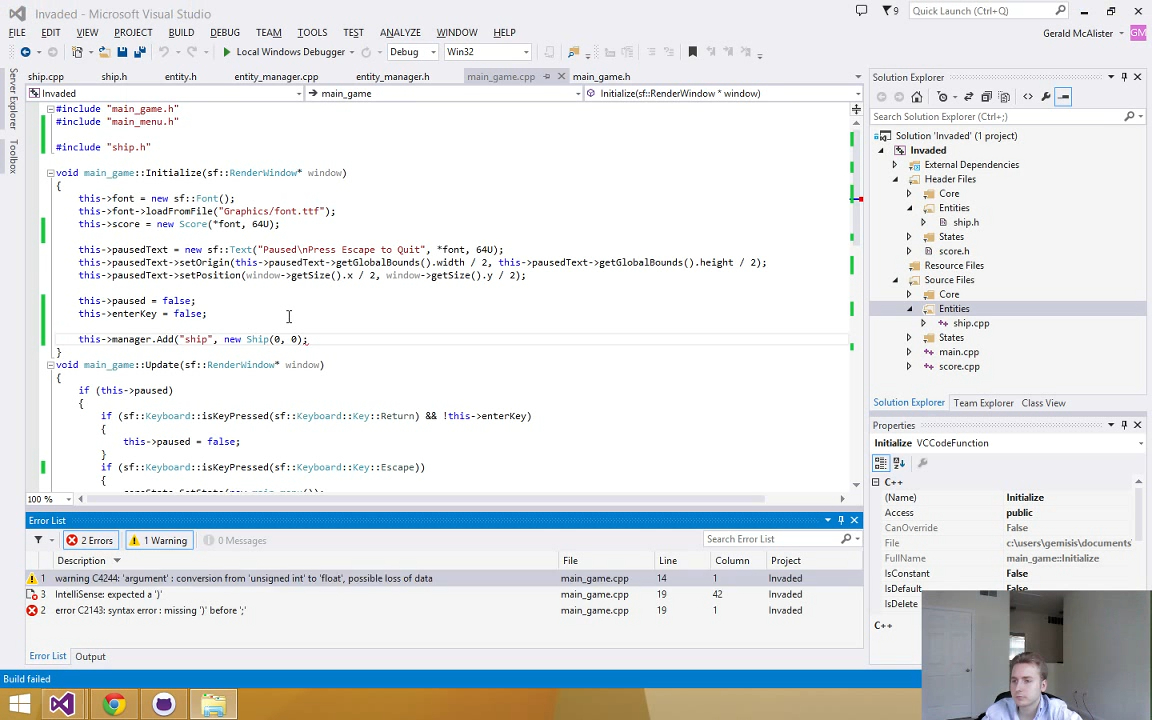 Invaded - Microsoft Visual Studio
9
Quick Launch (Ctrl+;)
FILE EDIT VIEW PROJECT BUILD DEBUG TEAM TOOLS TEST ANALYZE WINDOW HELP
Gerald McAlister GM
Local Windows Debugger Debug Win32
Server Explorer
Toolbox
ship.cpp ship.h entity.h entity_manager.cpp entity_manager.h main_game.cpp main_game.h
Invaded main_game Initialize(sf::RenderWindow * window)
#include "main_game.h"
#include "main_menu.h"
#include "ship.h"
void main_game::Initialize(sf::RenderWindow* window)
{
this->font = new sf::Font();
this->font->loadFromFile("Graphics/font.ttf");
this->score = new Score(*font, 64U);
this->pausedText = new sf::Text("Paused\nPress Escape to Quit", *font, 64U);
this->pausedText->setOrigin(this->pausedText->getGlobalBounds().width / 2, this->pausedText->getGlobalBounds().height / 2);
this->pausedText->setPosition(window->getSize().x / 2, window->getSize().y / 2);
this->paused = false;
this->enterKey = false;
this->manager.Add("ship", new Ship(0, 0);
}
void main_game::Update(sf::RenderWindow* window)
{
if (this->paused)
{
if (sf::Keyboard::isKeyPressed(sf::Keyboard::Key::Return) && !this->enterKey)
{
this->paused = false;
}
if (sf::Keyboard::isKeyPressed(sf::Keyboard::Key::Escape))
{
100 %
Error List
2 Errors 1 Warning 0 Messages Search Error List
Description File Line Column Project
1 warning C4244: 'argument' : conversion from 'unsigned int' to 'float', possible loss of data main_game.cpp 14 1 Invaded
3 IntelliSense: expected a ')' main_game.cpp 19 42 Invaded
2 error C2143: syntax error : missing ')' before ';' main_game.cpp 19 1 Invaded
Error List Output
Build failed
Solution Explorer
Search Solution Explorer (Ctrl+;)
Solution 'Invaded' (1 project)
Invaded
External Dependencies
Header Files
Core
Entities
ship.h
States
score.h
Resource Files
Source Files
Core
Entities
ship.cpp
States
main.cpp
score.cpp
Solution Explorer Team Explorer Class View
Properties
Initialize VCCodeFunction
C++
(Name) Initialize
Access public
CanOverride False
File c:\users\gemisis\documents
FullName main_game::Initialize
IsConstant False
IsDefault False
IsDelete
C++